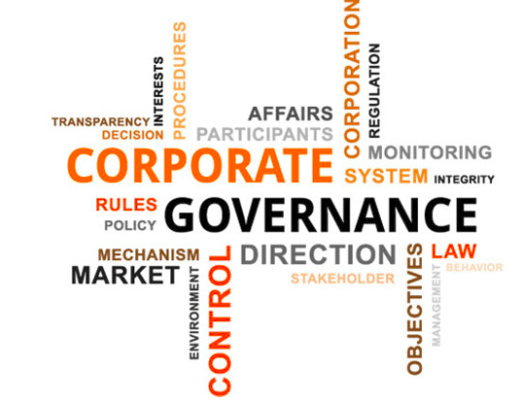 CORPORATION
PROCEDURES
INTERESTS
REGULATION
AFFAIRS
TRANSPARENCY
PARTICIPANTS
DECISION
MONITORING
CORPORATE
SYSTEM
INTEGRITY
RULES
GOVERNANCE
POLICY
DIRECTION
LAW
MECHANISM
BEHAVIOR
MARKET
STAKEHOLDER
ENVIRONMENT
CONTROL
OBJECTIVES
MANAGEMENT